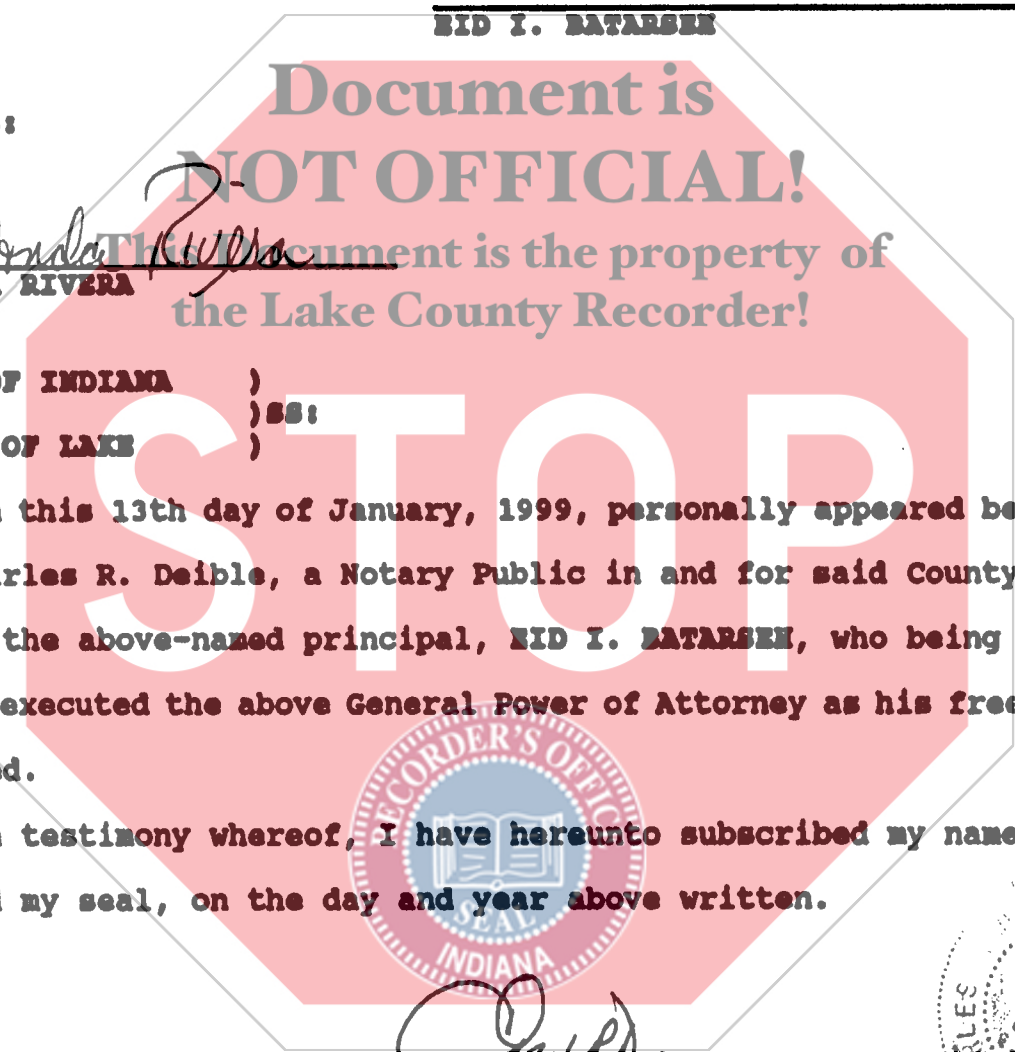 EID I. BATARSEH
Document is
:
NOT OFFICIAL!
Rivera
This Document is the property of
RIVERA
the Lake County Recorder!
OF INDIANA )
)SS:
OF LAKE )
STOP
this 13th day of January, 1999, personally appeared be
rles R. Deible, a Notary Public in and for said County
the above-named principal, EID I. BATARSEH, who being
executed the above General Power of Attorney as his free
ed.
testimony whereof, I have hereunto subscribed my name
my seal, on the day and year above written.
RECORDER'S OFFICE
SEAL
INDIANA
LES